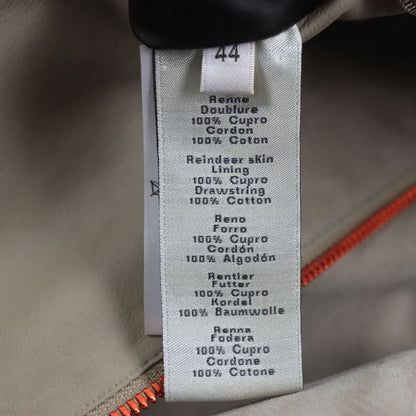 44
Renne
Doublure
100% Cupro
Cordon
100% Coton
Reindeer skin
Lining
100% Cupro
Drawstring
100% Cotton
Reno
Forro
100% Cupro
Cordón
100% Algodón
Rentier
Futter
100% Cupro
Kordel
100% Baumwolle
Renna
Fodera
100% Cupro
Cordone
100% Cotone